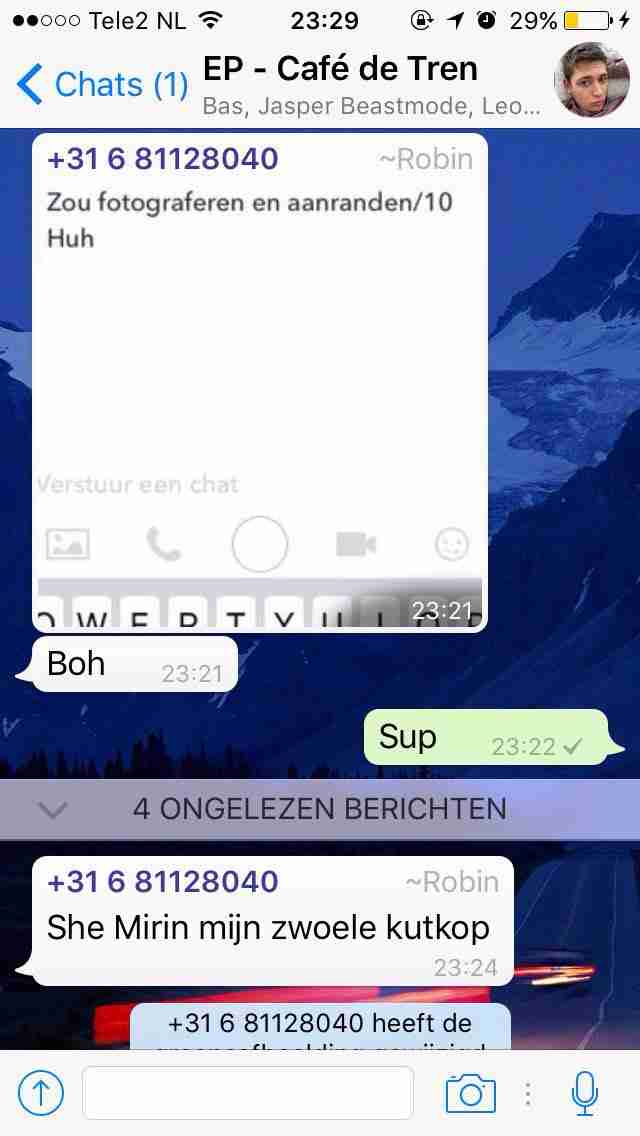 Tele2 NL 23:29 29%
Chats (1) EP - Café de Tren
Bas, Jasper Beastmode, Leo...
+31 6 81128040 ~Robin
Zou fotograferen en aanranden/10
Huh
Verstuur een chat
Q W E R T Y U I O P
23:21
Boh 23:21
Sup 23:22
4 ONGELEZEN BERICHTEN
+31 6 81128040 ~Robin
She Mirin mijn zwoele kutkop
23:24
+31 6 81128040 heeft de
groepsafbeelding gewijzigd